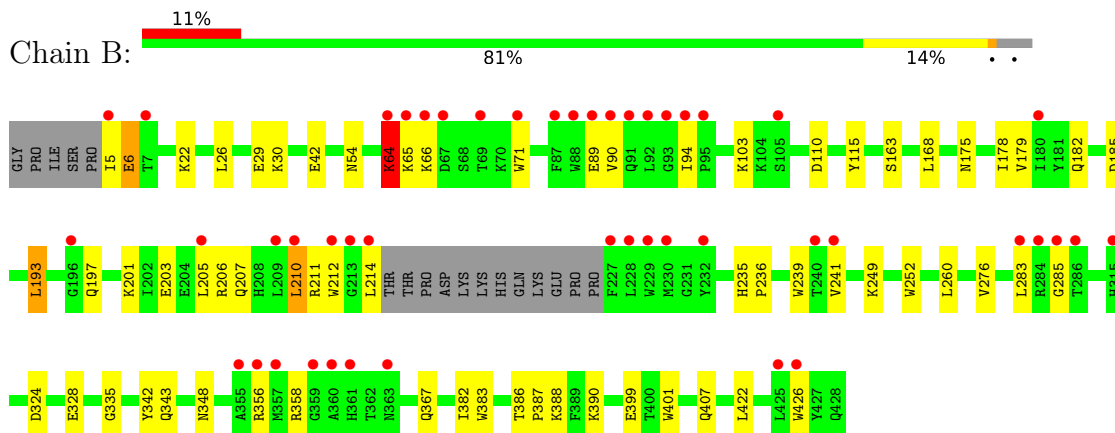 11%
Chain B:
81% 14% • •
GLY PRO ILE SER PRO I5 E6 T7 K22 L26 E29 K30 E42 N54 K64 K65 K66 D67 S68 T69 K70 W71 F87 W88 E89 V90 Q91 L92 G93 I94 P95 K103 K104 S105 D110 Y115 S163 L168 N175 I178 V179 I180 Y181 Q182
L193 G196 Q197 K201 I202 E203 E204 L205 R206 Q207 H208 L209 L210 R211 W212 G213 L214 THR THR PRO ASP LYS LYS HIS GLN LYS GLU PRO PRO F227 L228 W229 M230 G231 Y232 H235 P236 W239 T240 V241 K249 W252 L260 V276 L283 R284 G285 T286
D324 E328 G335 Y342 Q343 N348 A355 R356 M357 R358 G359 A360 H361 T362 N363 Q367 I382 W383 T386 P387 K388 F389 K390 E399 T400 W401 Q407 L422 L425 W426 Y427 Q428